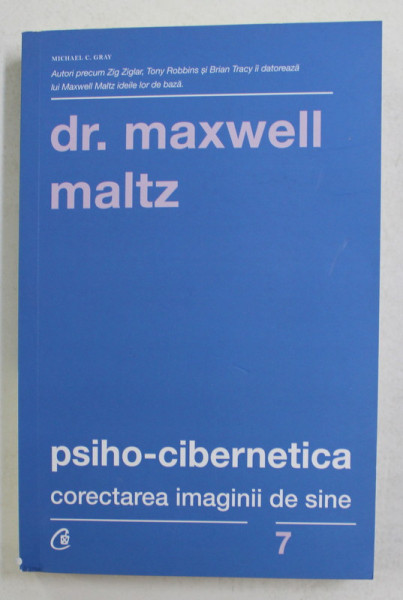 MICHAEL C. GRAY
Autori precum Zig Ziglar, Tony Robbins și Brian Tracy îi datorează
lui Maxwell Maltz ideile lor de bază.
dr. maxwell
maltz
psiho-cibernetica
corectarea imaginii de sine
7